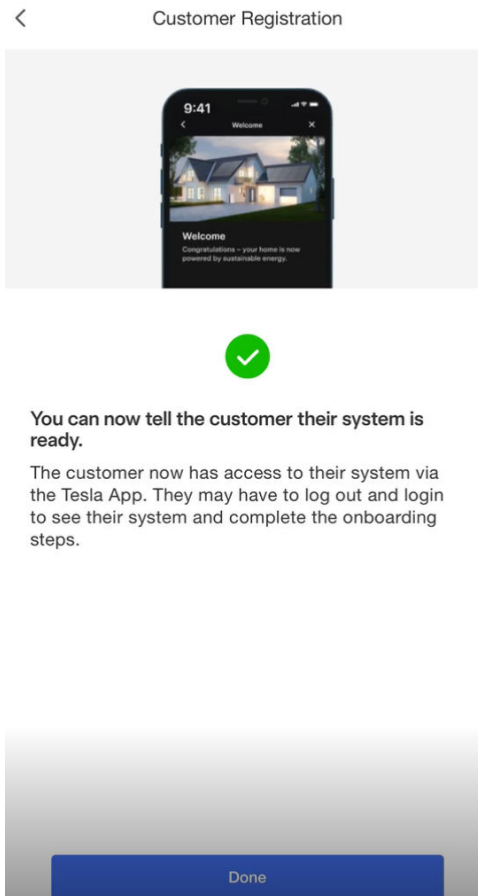 Customer Registration
9:41
Welcome
Welcome
Congratulations – your home is now
powered by sustainable energy.
You can now tell the customer their system is
ready.
The customer now has access to their system via
the Tesla App. They may have to log out and login
to see their system and complete the onboarding
steps.
Done